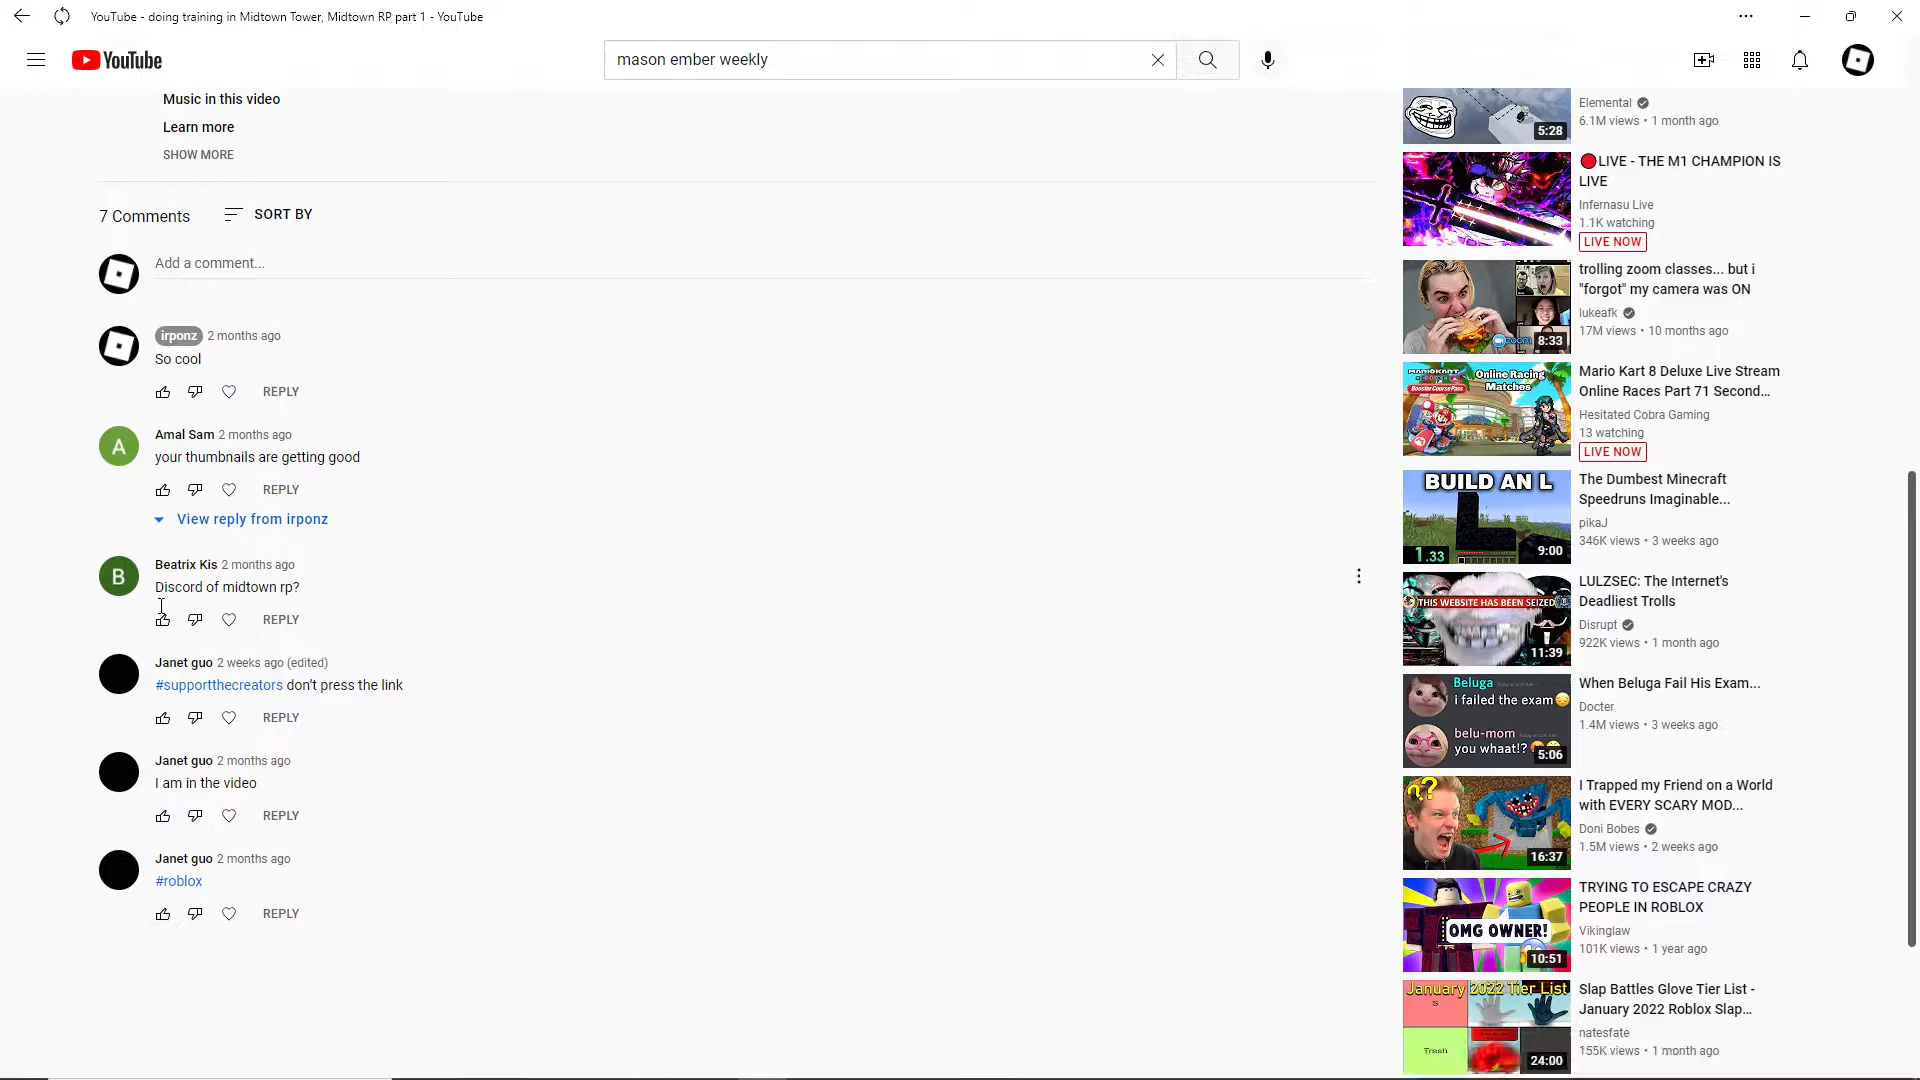 YouTube - doing training in Midtown Tower, Midtown RP part 1 - YouTube
YouTube
mason ember weekly
Music in this video
Learn more
SHOW MORE
7 Comments
SORT BY
Add a comment...
irponz 2 months ago
So cool
REPLY
Amal Sam 2 months ago
your thumbnails are getting good
REPLY
View reply from irponz
B
Beatrix Kis 2 months ago
Discord of midtown rp?
REPLY
Janet guo 2 weeks ago (edited)
#supportthecreators don't press the link
REPLY
Janet guo 2 months ago
I am in the video
REPLY
Janet guo 2 months ago
#roblox
REPLY
A
5:28
Elemental
6.1M views • 1 month ago
🔴LIVE - THE M1 CHAMPION IS
LIVE
Infernasu Live
1.1K watching
LIVE NOW
zoom
8:33
trolling zoom classes... but i
"forgot" my camera was ON
lukeafk
17M views • 10 months ago
MARIOKART
Booster Course Pass
Online Racing
Matches
Mario Kart 8 Deluxe Live Stream
Online Races Part 71 Second...
Hesitated Cobra Gaming
13 watching
LIVE NOW
BUILD AN L
1.33
9:00
The Dumbest Minecraft
Speedruns Imaginable...
pikaJ
346K views • 3 weeks ago
THIS WEBSITE HAS BEEN SEIZED
11:39
LULZSEC: The Internet's
Deadliest Trolls
Disrupt
922K views • 1 month ago
Beluga
i failed the exam
belu-mom
you whaat!?
5:06
When Beluga Fail His Exam...
Docter
1.4M views • 3 weeks ago
?
16:37
I Trapped my Friend on a World
with EVERY SCARY MOD...
Doni Bobes
1.5M views • 2 weeks ago
OMG OWNER!
10:51
TRYING TO ESCAPE CRAZY
PEOPLE IN ROBLOX
Vikinglaw
101K views • 1 year ago
January 2022 Tier List
S
Trash
24:00
Slap Battles Glove Tier List -
January 2022 Roblox Slap...
natesfate
155K views • 1 month ago